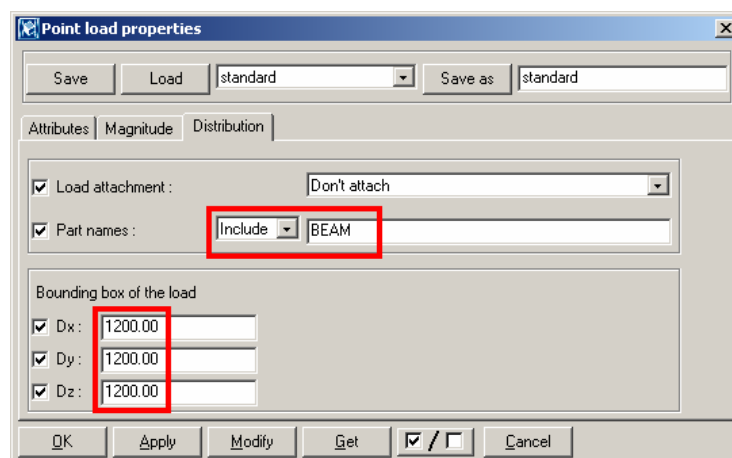 Point load properties
Save Load standard Save as standard
Attributes Magnitude Distribution
Load attachment : Don't attach
Part names : Include BEAM
Bounding box of the load
Dx : 1200.00
Dy : 1200.00
Dz : 1200.00
OK Apply Modify Get / Cancel